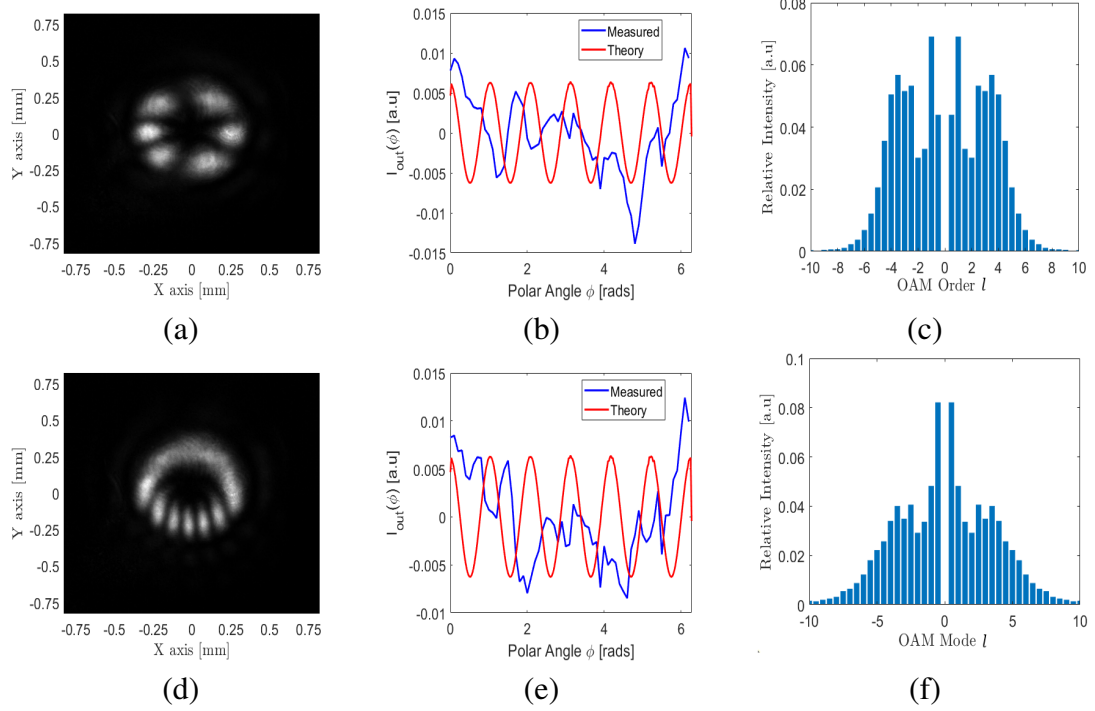 0.75
0.5
0.25
0
-0.25
-0.5
-0.75
Y axis [mm]
-0.75 -0.5 -0.25 0 0.25 0.5 0.75
X axis [mm]
(a)
0.015
0.01
0.005
0
-0.005
-0.01
0.015
I_out(ϕ) [a.u]
Measured
Theory
0 2 4 6
Polar Angle ϕ [rads]
(b)
0.08
0.06
0.04
0.02
0
Relative Intensity [a.u]
-10 -8 -6 -4 -2 0 2 4 6 8 10
OAM Order l
(c)
0.75
0.5
0.25
0
-0.25
-0.5
0.75
Y axis [mm]
-0.75 -0.5 -0.25 0 0.25 0.5 0.75
X axis [mm]
(d)
0.015
0.01
0.005
0
-0.005
-0.01
I_out(ϕ) [a.u]
Measured
Theory
0 2 4 6
Polar Angle ϕ [rads]
(e)
0.1
0.08
0.06
0.04
0.02
0
Relative Intensity [a.u]
-10 -5 0 5 10
OAM Mode l
(f)